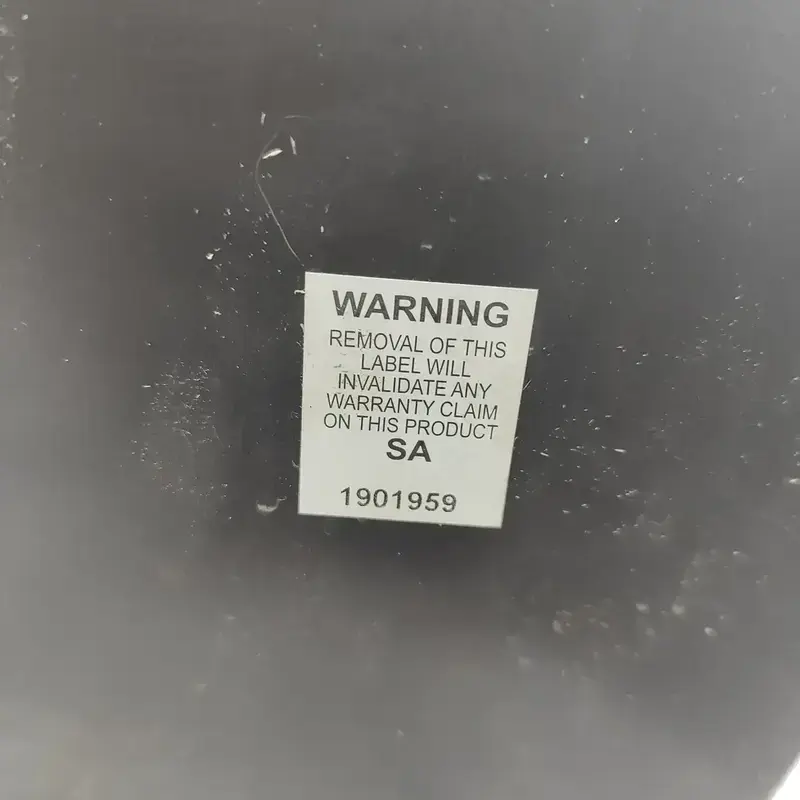 WARNING
REMOVAL OF THIS
LABEL WILL
INVALIDATE ANY
WARRANTY CLAIM
ON THIS PRODUCT
SA
1901959